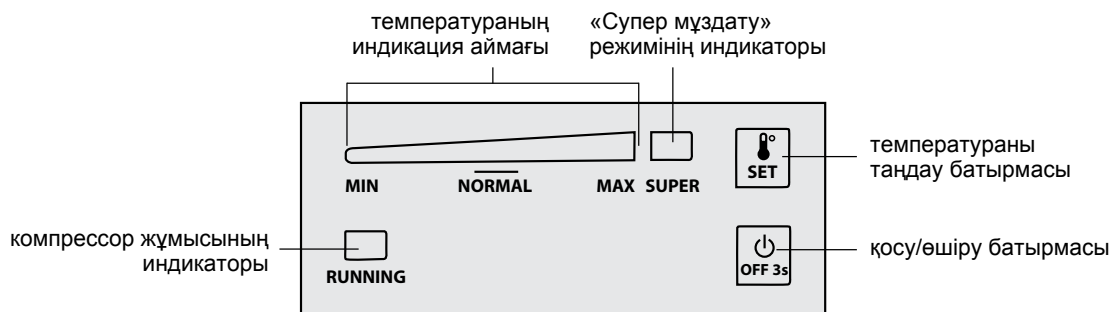 температураның
индикация аймағы
«Супер мұздату»
режимінің индикаторы
MIN
NORMAL
MAX
SUPER
SET
температураны
таңдау батырмасы
компрессор жұмысының
индикаторы
RUNNING
OFF 3s
қосу/өшіру батырмасы